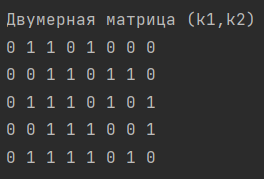 Двумерная матрица (k1,k2)
0 1 1 0 1 0 0 0
0 0 1 1 0 1 1 0
0 1 1 1 0 1 0 1
0 0 1 1 1 0 0 1
0 1 1 1 1 0 1 0